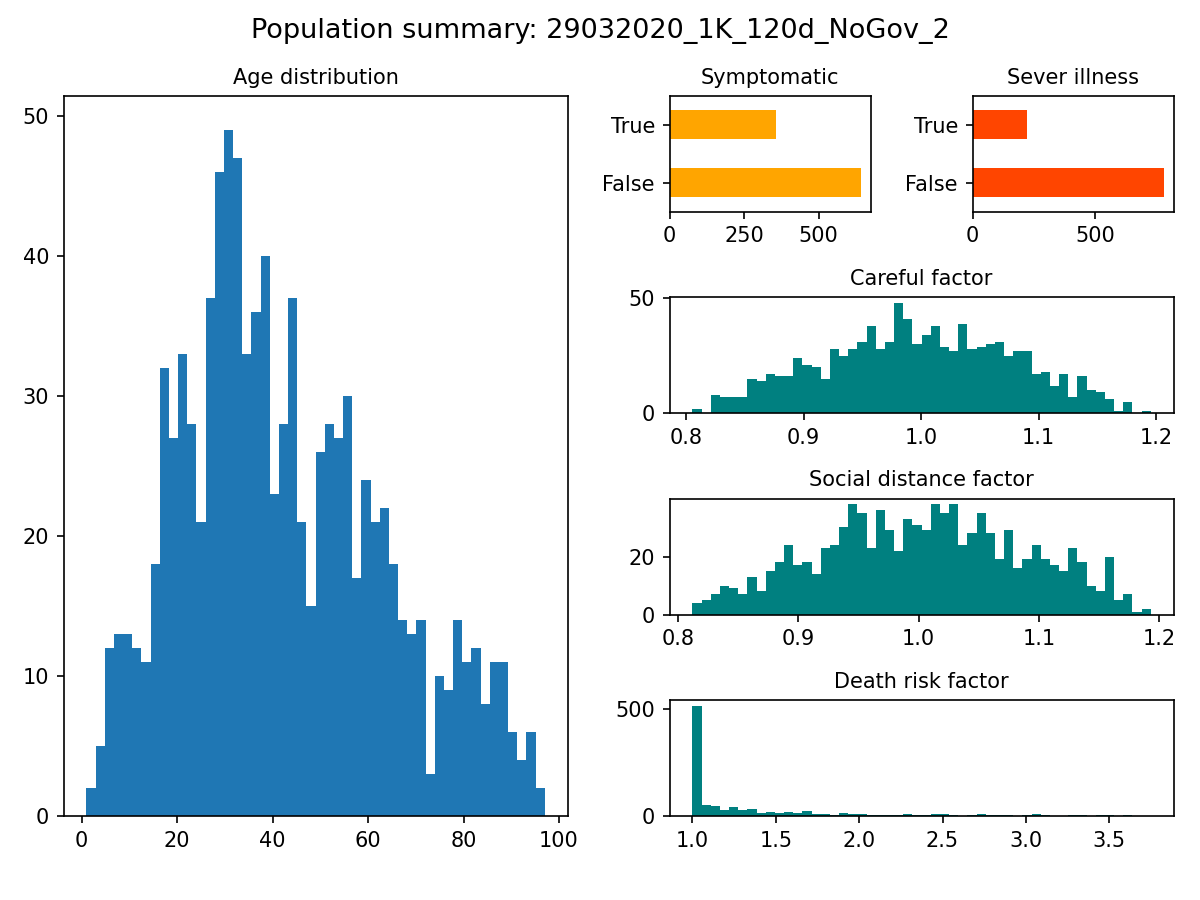 Population summary: 29032020_1K_120d_NoGov_2
Age distribution
50
40
30
20
10
0
0 20 40 60 80 100
Symptomatic
True
False
0 250 500
Sever illness
True
False
0 500
Careful factor
50
0
0.8 0.9 1.0 1.1 1.2
Social distance factor
20
0
0.8 0.9 1.0 1.1 1.2
Death risk factor
500
0
1.0 1.5 2.0 2.5 3.0 3.5